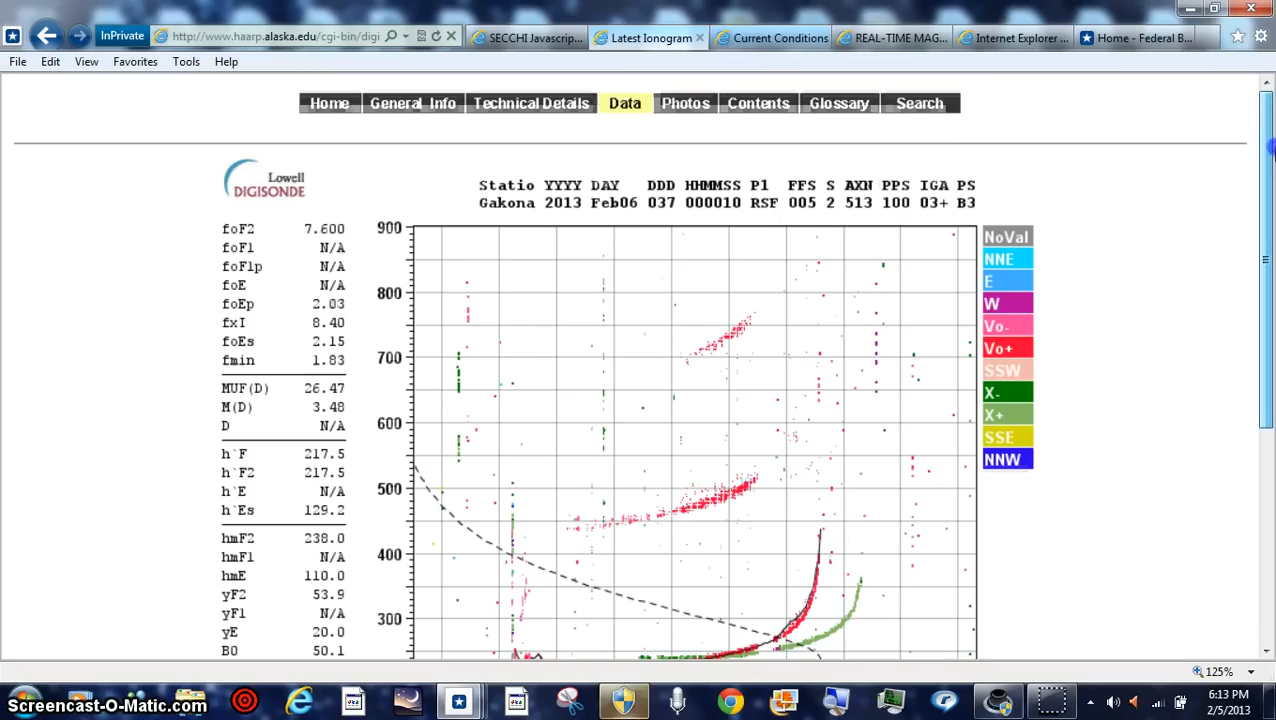 InPrivate
http://www.haarp.alaska.edu/cgi-bin/digi
SECCHI Javascrip...
Latest Ionogram
Current Conditions
REAL-TIME MAG...
Internet Explorer ...
Home - Federal B...
File Edit View Favorites Tools Help
Home General Info Technical Details Data Photos Contents Glossary Search
Lowell
DIGISONDE
Statio YYYY DAY DDD HHMMSS P1 FFS S AXN PPS IGA PS
Gakona 2013 Feb06 037 000010 RSF 005 2 513 100 03+ B3
foF2 7.600
foF1 N/A
foF1p N/A
foE N/A
foEp 2.03
fxI 8.40
foEs 2.15
fmin 1.83
MUF(D) 26.47
M(D) 3.48
D N/A
h`F 217.5
h`F2 217.5
h`E N/A
h`Es 129.2
hmF2 238.0
hmF1 N/A
hmE 110.0
yF2 53.9
yF1 N/A
yE 20.0
B0 50.1
900
800
700
600
500
400
300
NoVal
NNE
E
W
Vo-
Vo+
SSW
X-
X+
SSE
NNW
125%
Screencast-O-Matic.com
6:13 PM
2/5/2013